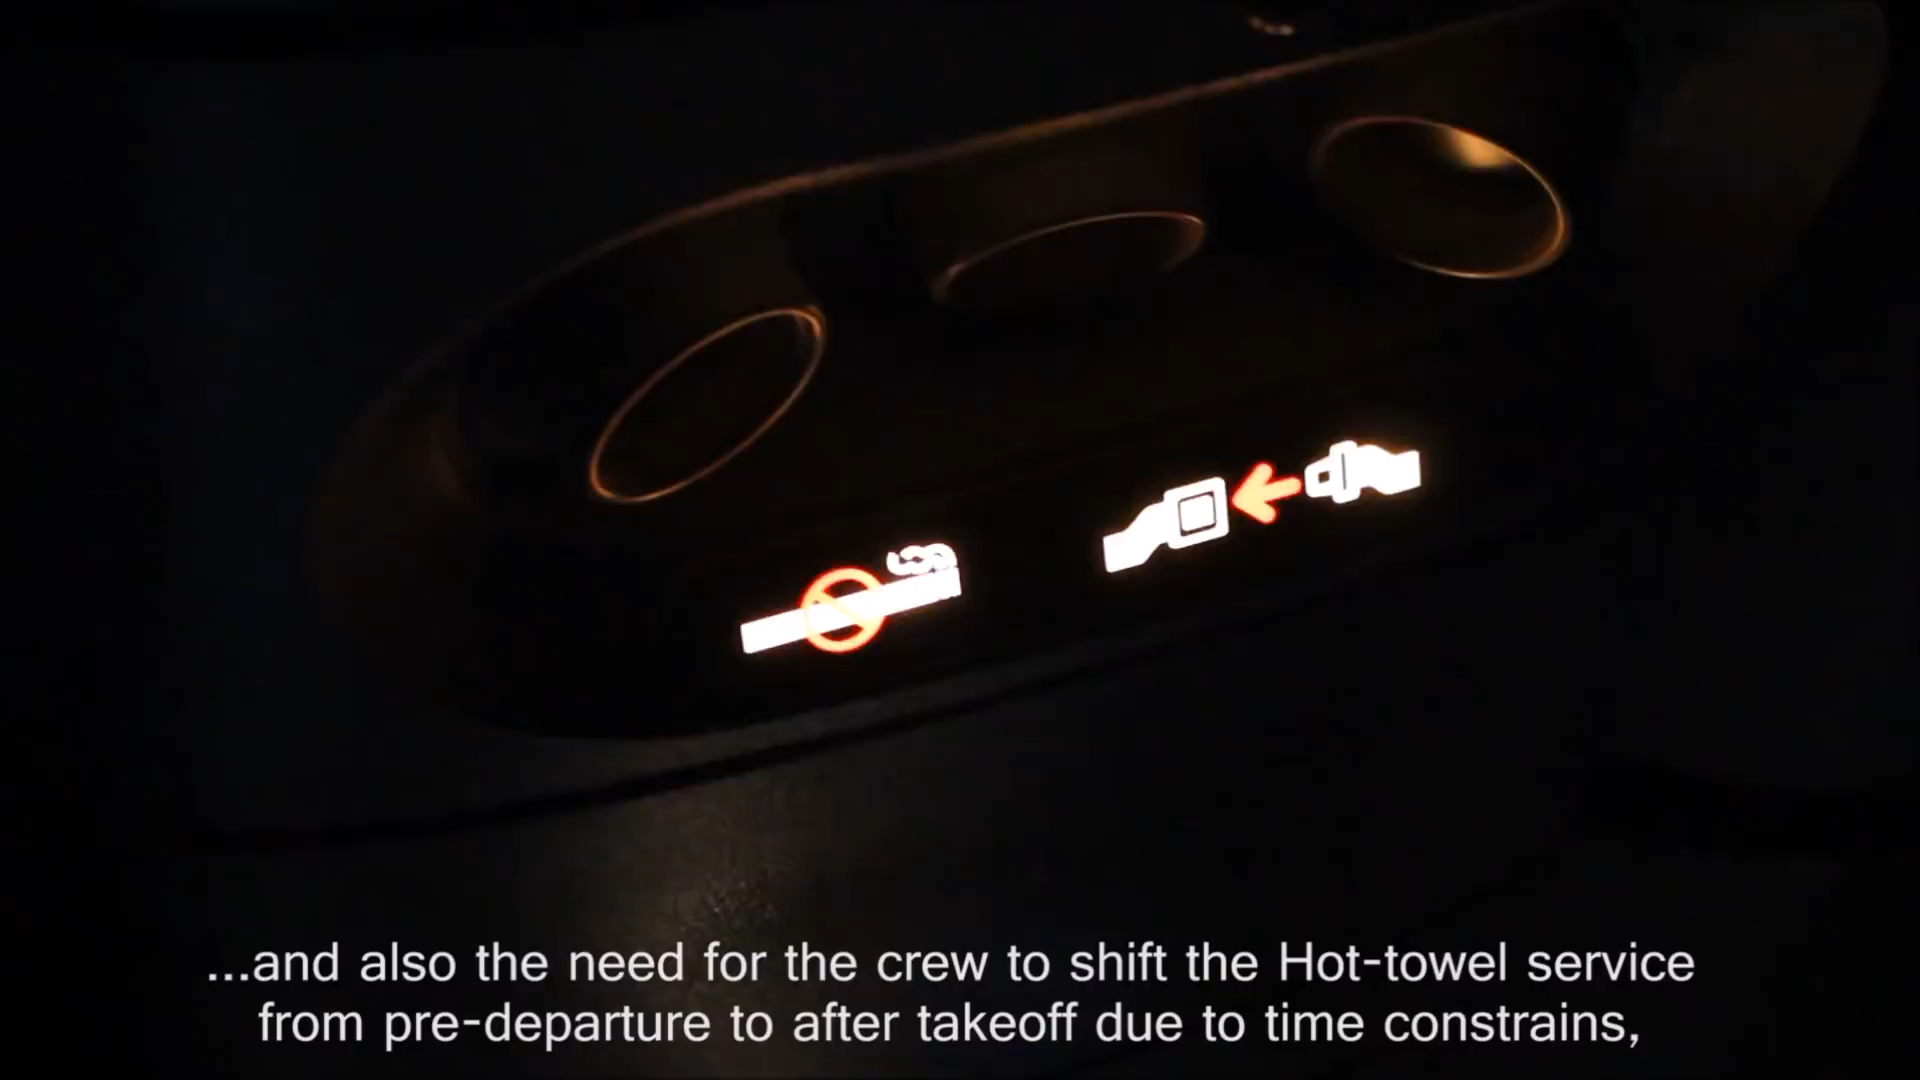 ...and also the need for the crew to shift the Hot-towel service
from pre-departure to after takeoff due to time constrains,